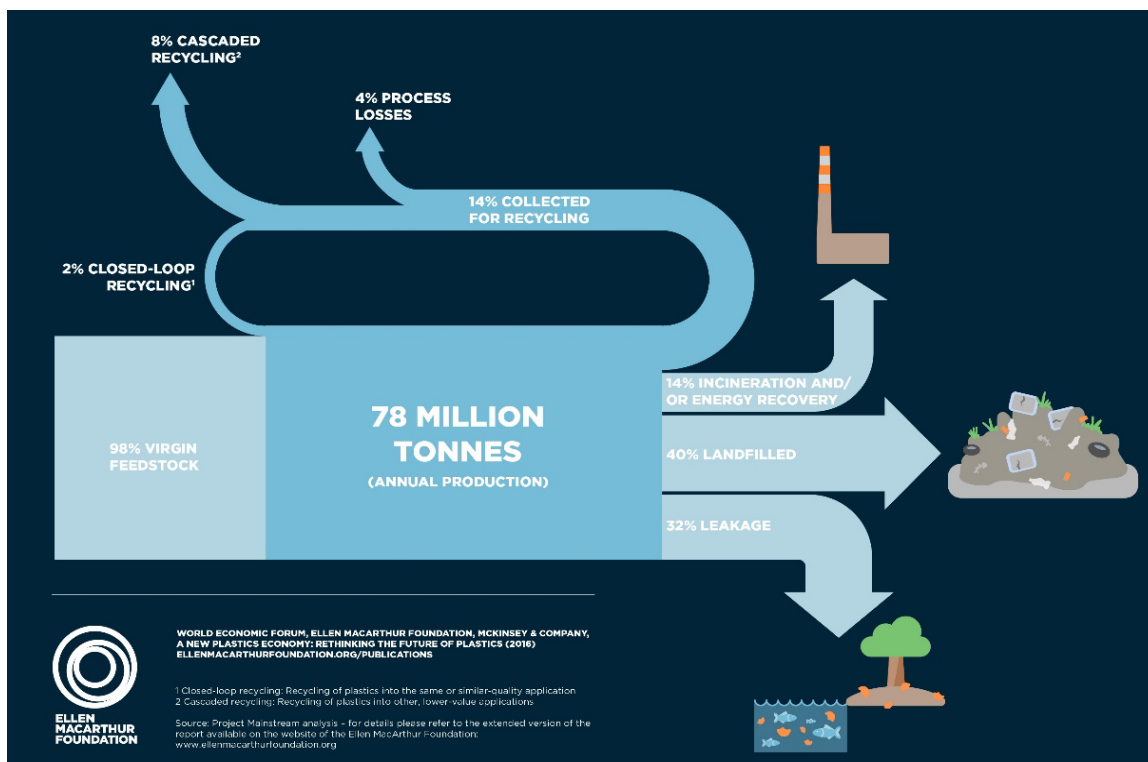 8% CASCADED
RECYCLING²
4% PROCESS
LOSSES
14% COLLECTED
FOR RECYCLING
2% CLOSED-LOOP
RECYCLING¹
98% VIRGIN
FEEDSTOCK
78 MILLION
TONNES
(ANNUAL PRODUCTION)
14% INCINERATION AND/
OR ENERGY RECOVERY
40% LANDFILLED
32% LEAKAGE
ELLEN
MACARTHUR
FOUNDATION
WORLD ECONOMIC FORUM, ELLEN MACARTHUR FOUNDATION, MCKINSEY & COMPANY,
A NEW PLASTICS ECONOMY: RETHINKING THE FUTURE OF PLASTICS (2016)
ELLENMACARTHURFOUNDATION.ORG/PUBLICATIONS
1 Closed-loop recycling: Recycling of plastics into the same or similar-quality application
2 Cascaded recycling: Recycling of plastics into other, lower-value applications
Source: Project Mainstream analysis – for details please refer to the extended version of the
report available on the website of the Ellen MacArthur Foundation:
www.ellenmacarthurfoundation.org